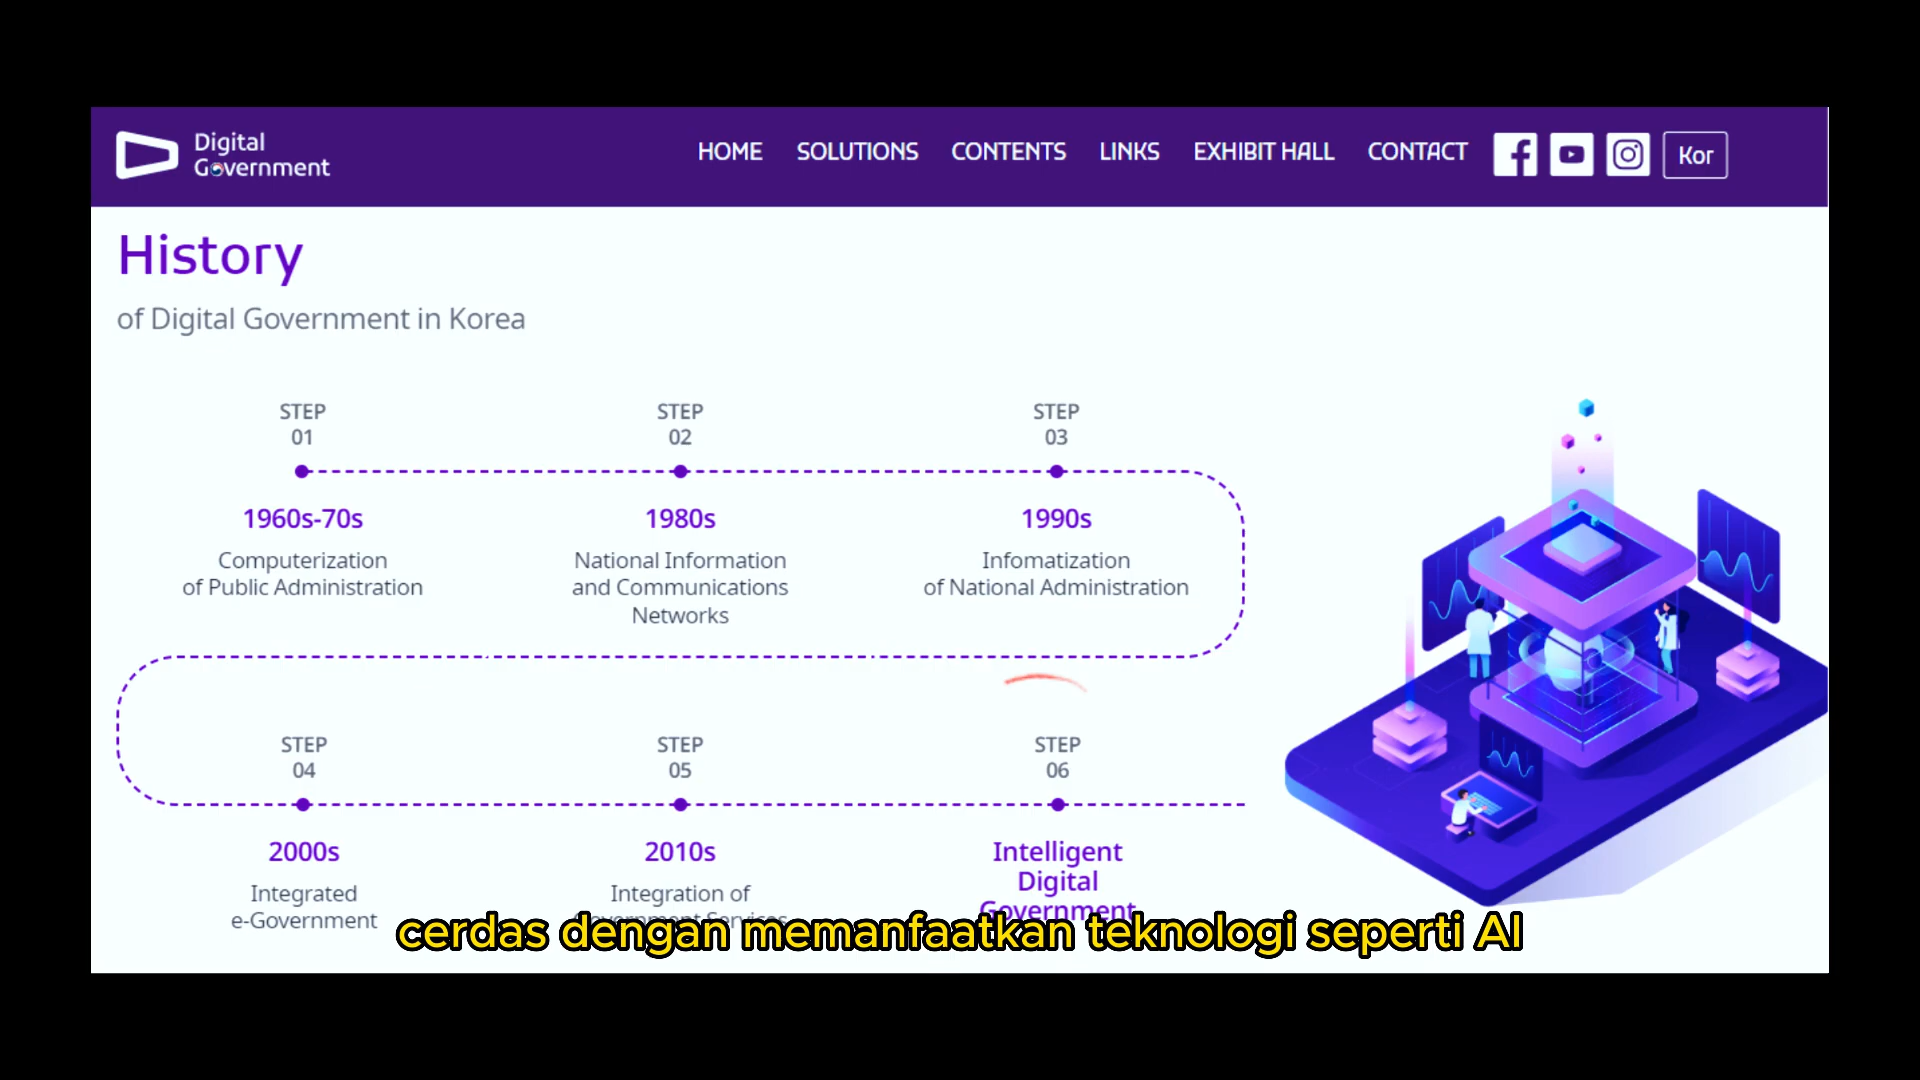 Digital
Government
HOME SOLUTIONS CONTENTS LINKS EXHIBIT HALL CONTACT Kor
History
of Digital Government in Korea
STEP
01
STEP
02
STEP
03
1960s-70s
Computerization
of Public Administration
1980s
National Information
and Communications
Networks
1990s
Infomatization
of National Administration
STEP
04
STEP
05
STEP
06
2000s
Integrated
e-Government
2010s
Integration of
Government Services
Intelligent
Digital
Government
cerdas dengan memanfaatkan teknologi seperti AI